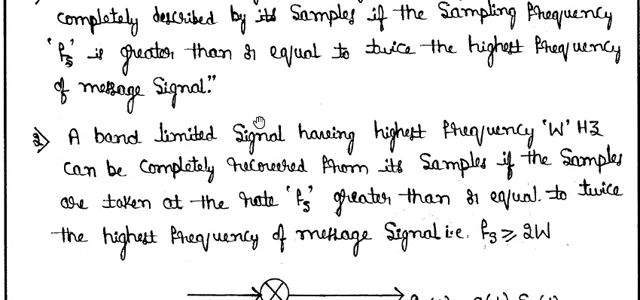 completely described by its Samples if the Sampling frequency
'fs' is greater than or equal to twice the highest frequency
of message Signal."
2) A band limited Signal having highest frequency 'W' HZ
can be completely recovered from its Samples if the Samples
are taken at the rate 'fs' greater than or equal to twice
the highest frequency of message Signal i.e. fs ≥ 2W